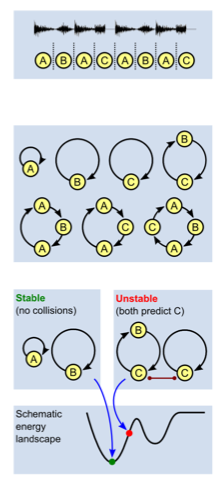 A B A C A B A C
B
A
B C C
A A A
B C C B
A A A
Stable Unstable
(no collisions) (both predict C)
B
A B C C
Schematic
energy
landscape